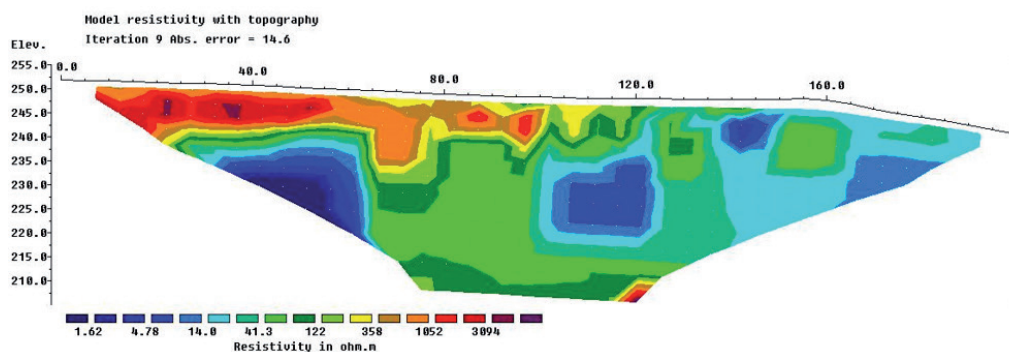 Model resistivity with topography
Iteration 9 Abs. error = 14.6
Elev.
255.0
250.0
245.0
240.0
235.0
230.0
225.0
220.0
215.0
210.0
0.0 40.0 80.0 120.0 160.0
1.62 4.78 14.0 41.3 122 358 1052 3094
Resistivity in ohm.m